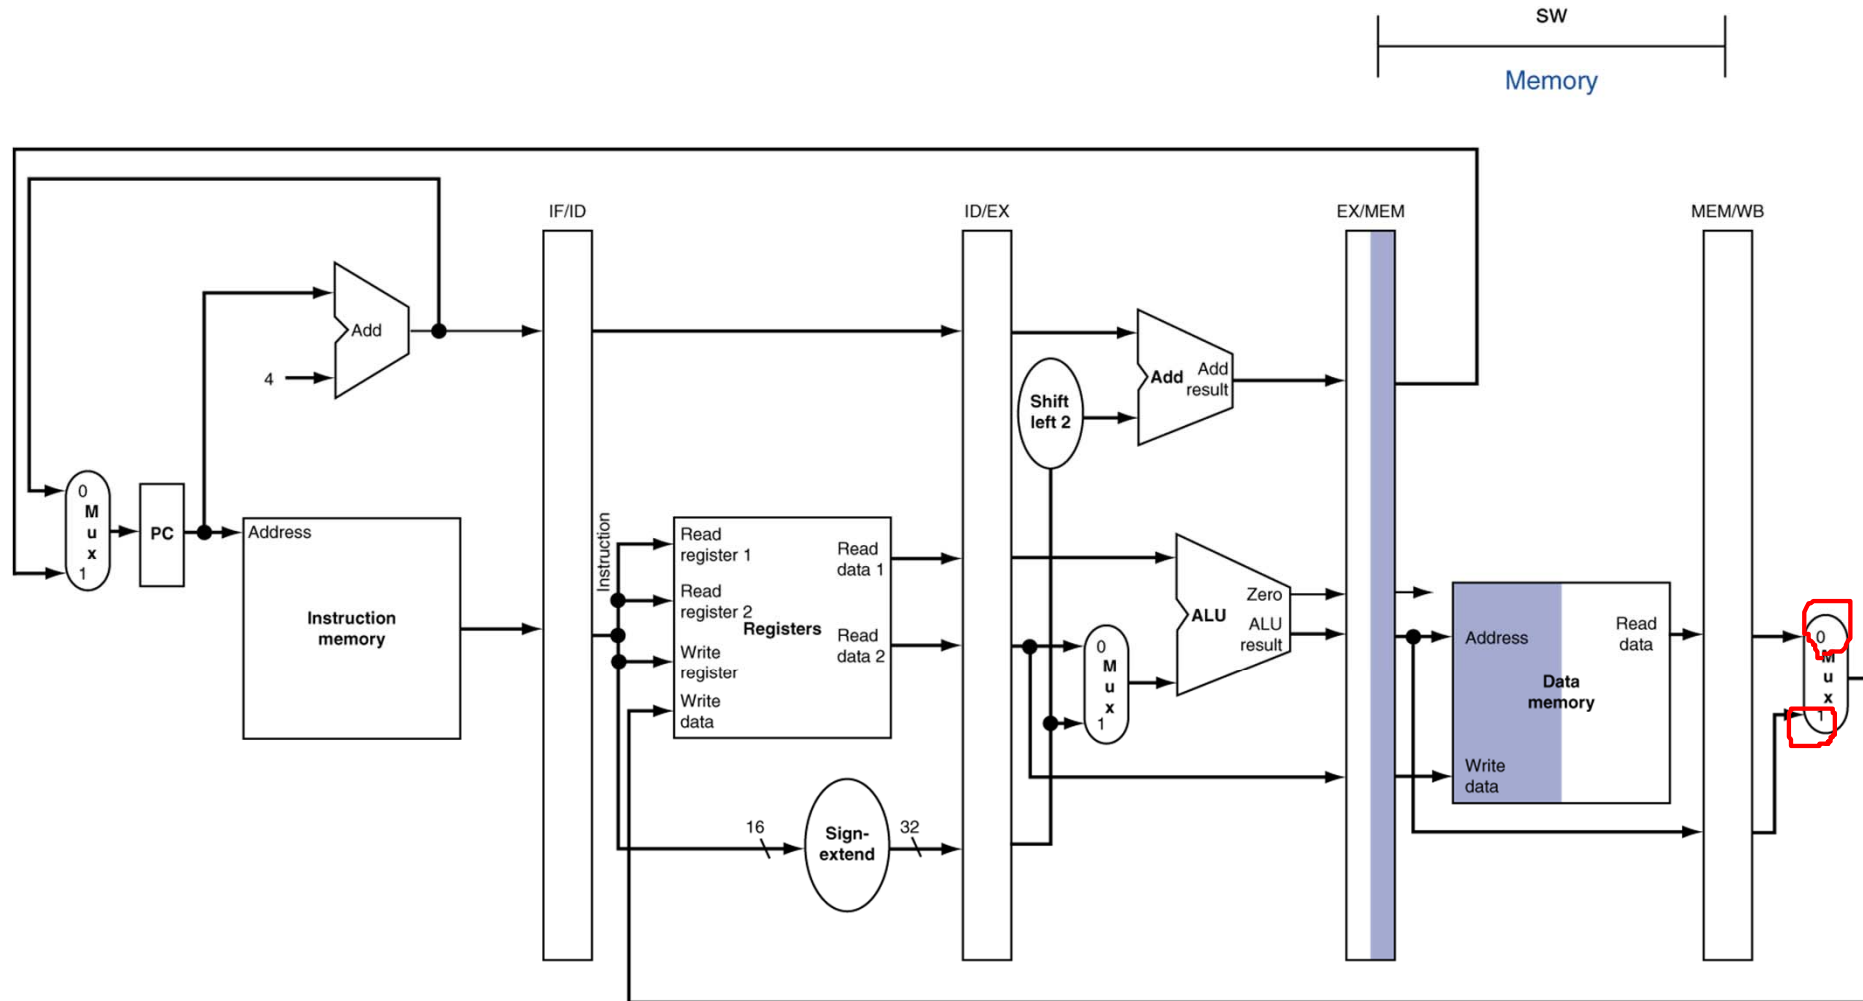 SW
Memory
IF/ID
ID/EX
EX/MEM
MEM/WB
Add
4
Add
Add
result
Shift
left 2
0
M
u
x
1
PC
Address
Instruction
memory
Instruction
Read
register 1
Read
register 2
Write
register
Write
data
Registers
Read
data 1
Read
data 2
16
Sign-
extend
32
0
M
u
x
1
Zero
ALU
ALU
result
Address
Read
data
Data
memory
Write
data
0
M
u
x
1